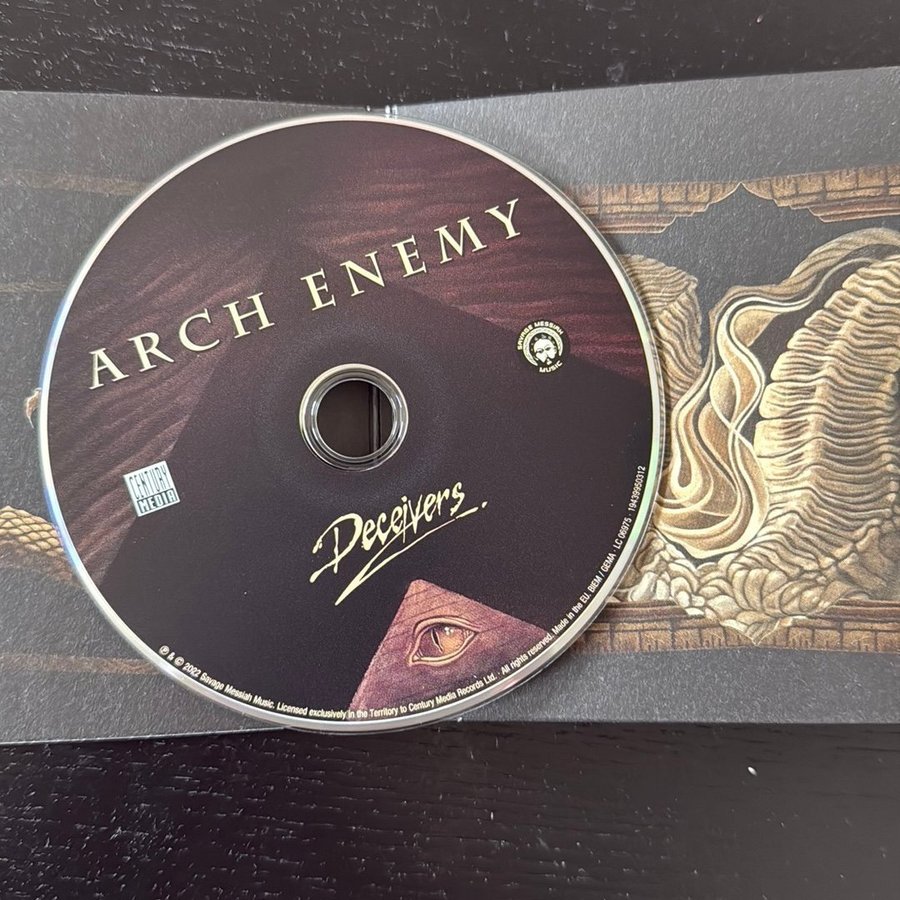 ARCH ENEMY
SAVAGE MESSIAH
MUSIC
CENTURY
MEDIA
Deceivers
℗ & © 2022 Savage Messiah Music. Licensed exclusively in the Territory to Century Media Records Ltd. · All rights reserved. Made in the EU. BIEM / GEMA · LC 06975 · 19439950312